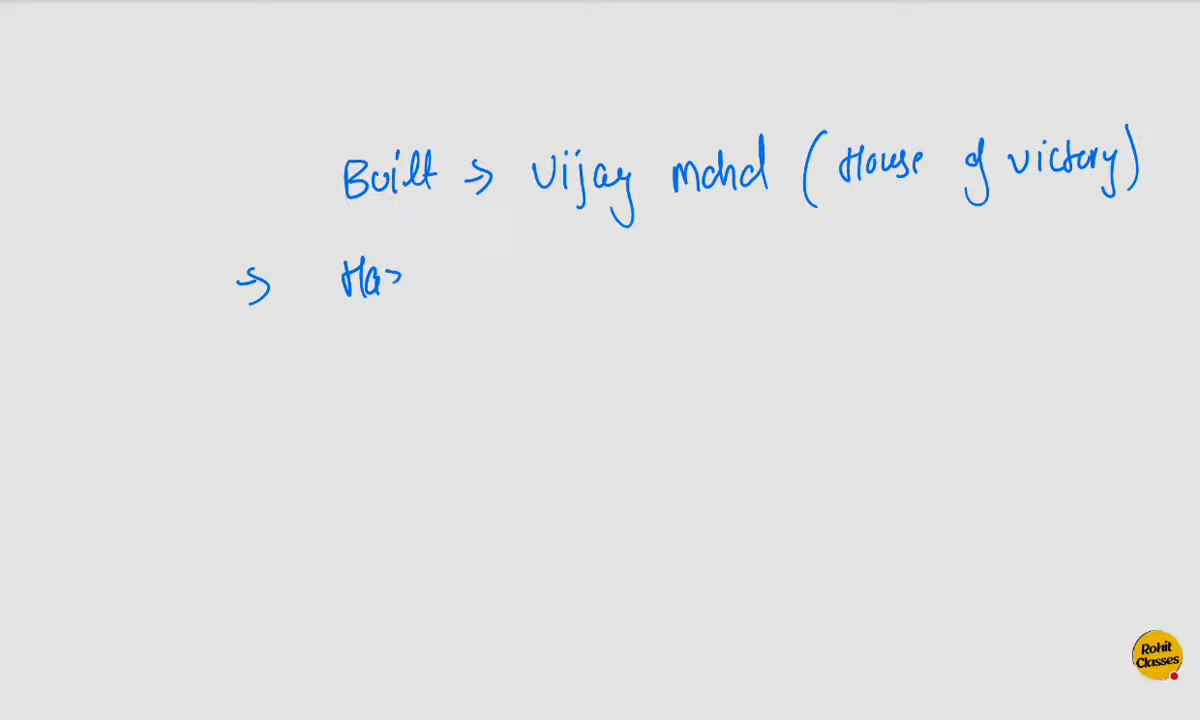 Built → Vijay Mahal (House of victory)
→ Ha
Rohit
Classes